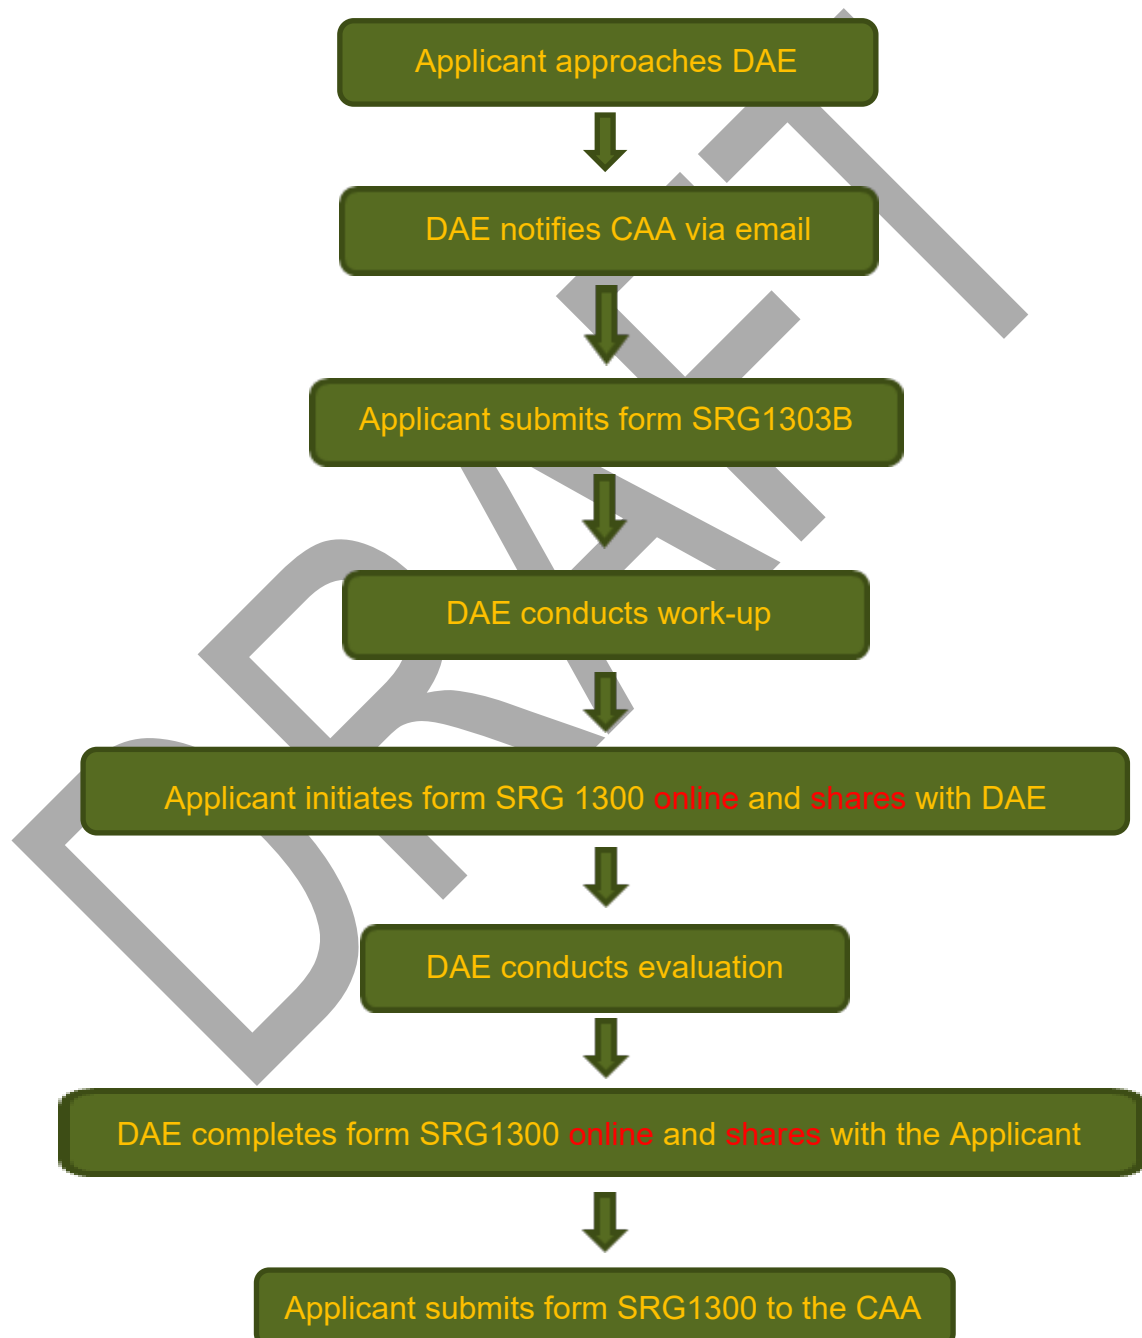 Applicant approaches DAE
DAE notifies CAA via email
Applicant submits form SRG1303B
DAE conducts work-up
Applicant initiates form SRG 1300 online and shares with DAE
DAE conducts evaluation
DAE completes form SRG1300 online and shares with the Applicant
Applicant submits form SRG1300 to the CAA
DRAFT